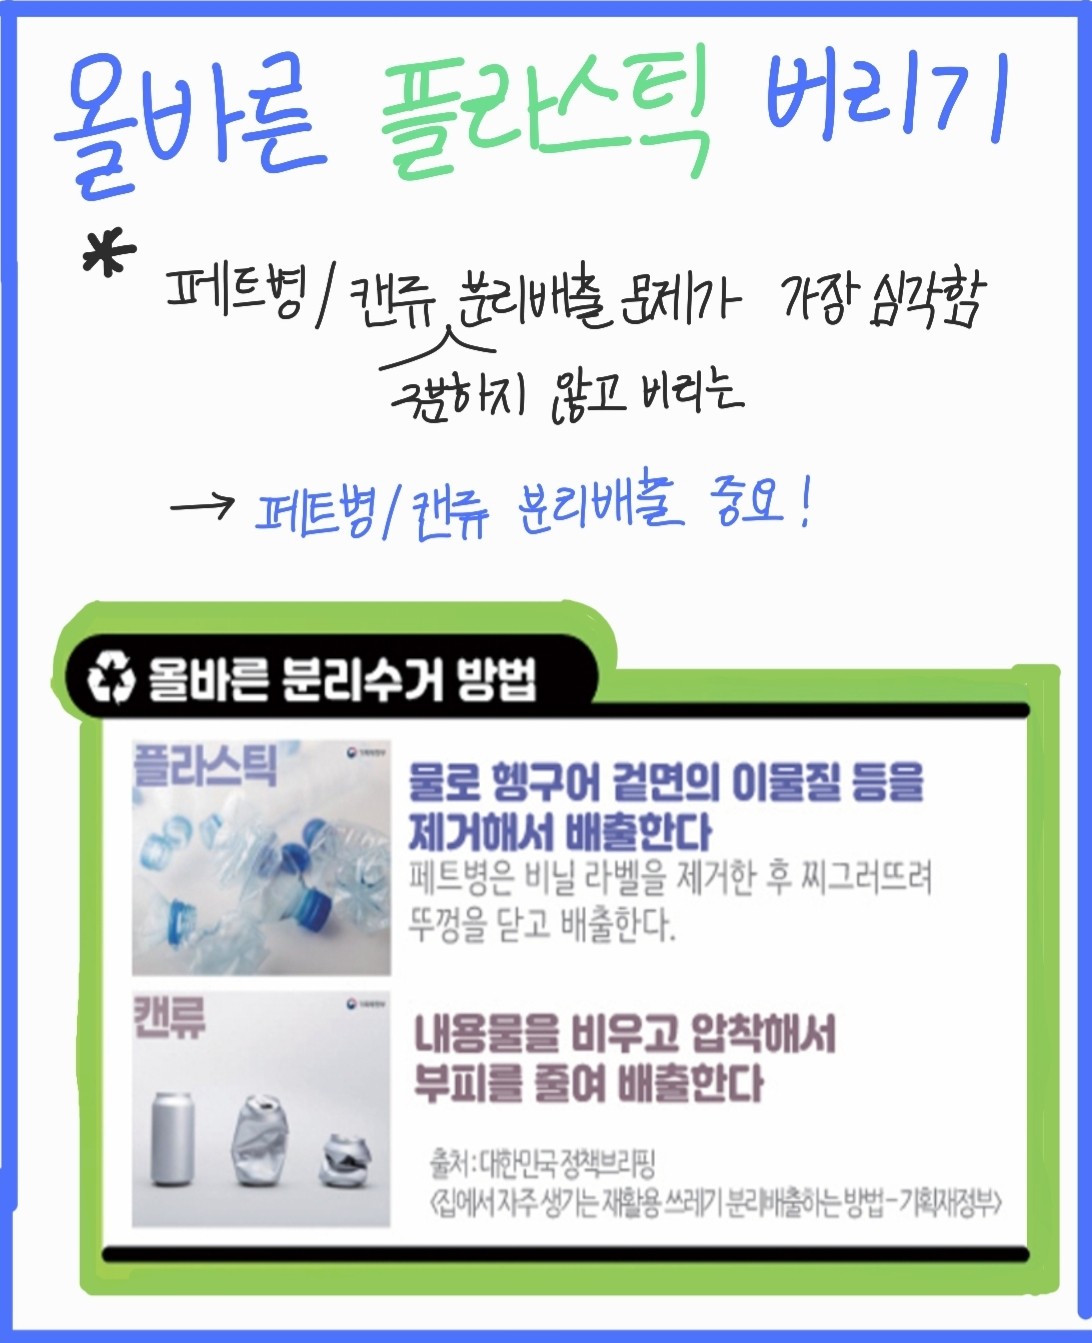 올바른 플라스틱 버리기
* 페트병/캔류 분리배출 문제가 가장 심각함
구분하지 않고 버리는
→ 페트병/캔류 분리배출 중요!
올바른 분리수거 방법
플라스틱
물로 헹구어 겉면의 이물질 등을
제거해서 배출한다
페트병은 비닐 라벨을 제거한 후 찌그러뜨려
뚜껑을 닫고 배출한다.
캔류
내용물을 비우고 압착해서
부피를 줄여 배출한다
출처:대한민국 정책브리핑
<집에서 자주 생기는 재활용 쓰레기 분리배출하는 방법-기획재정부>